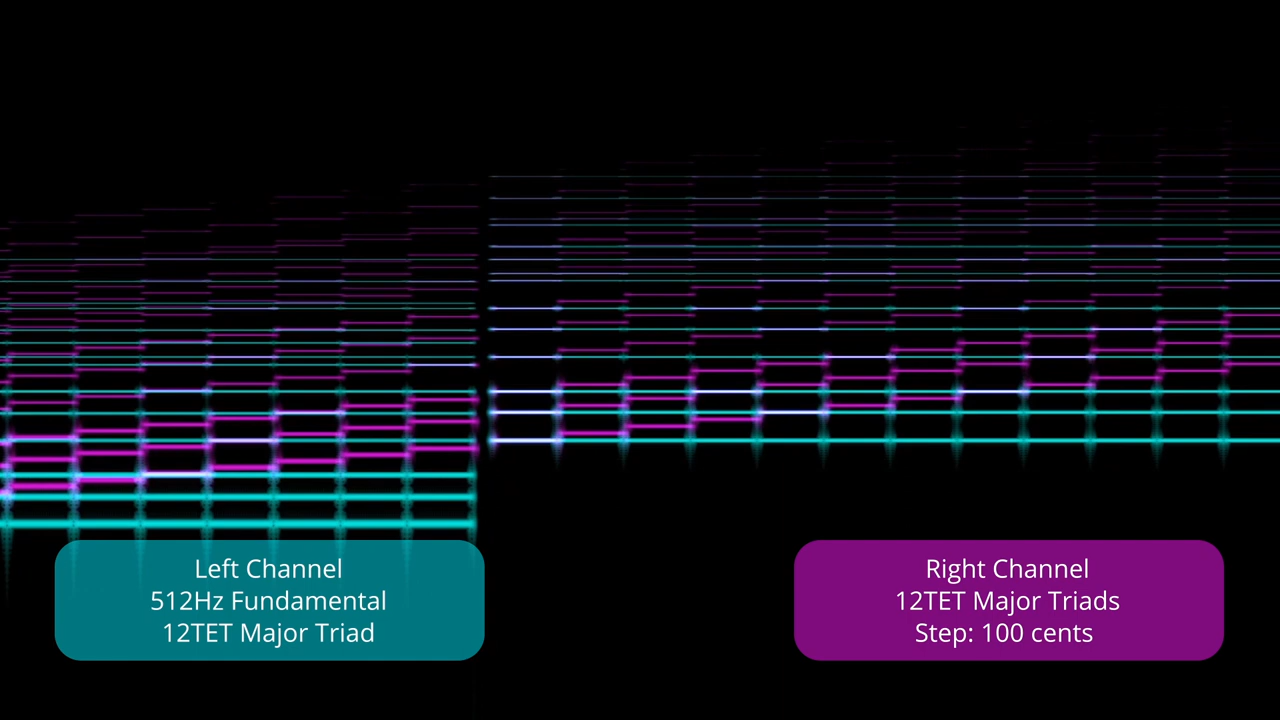 Left Channel
512Hz Fundamental
12TET Major Triad
Right Channel
12TET Major Triads
Step: 100 cents